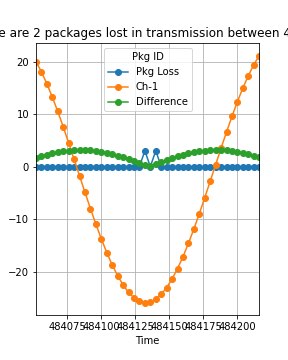 e are 2 packages lost in transmission between 4
Pkg ID
Pkg Loss
Ch-1
Difference
20
10
0
−10
−20
484075 484100 484125 484150 484175 484200
Time